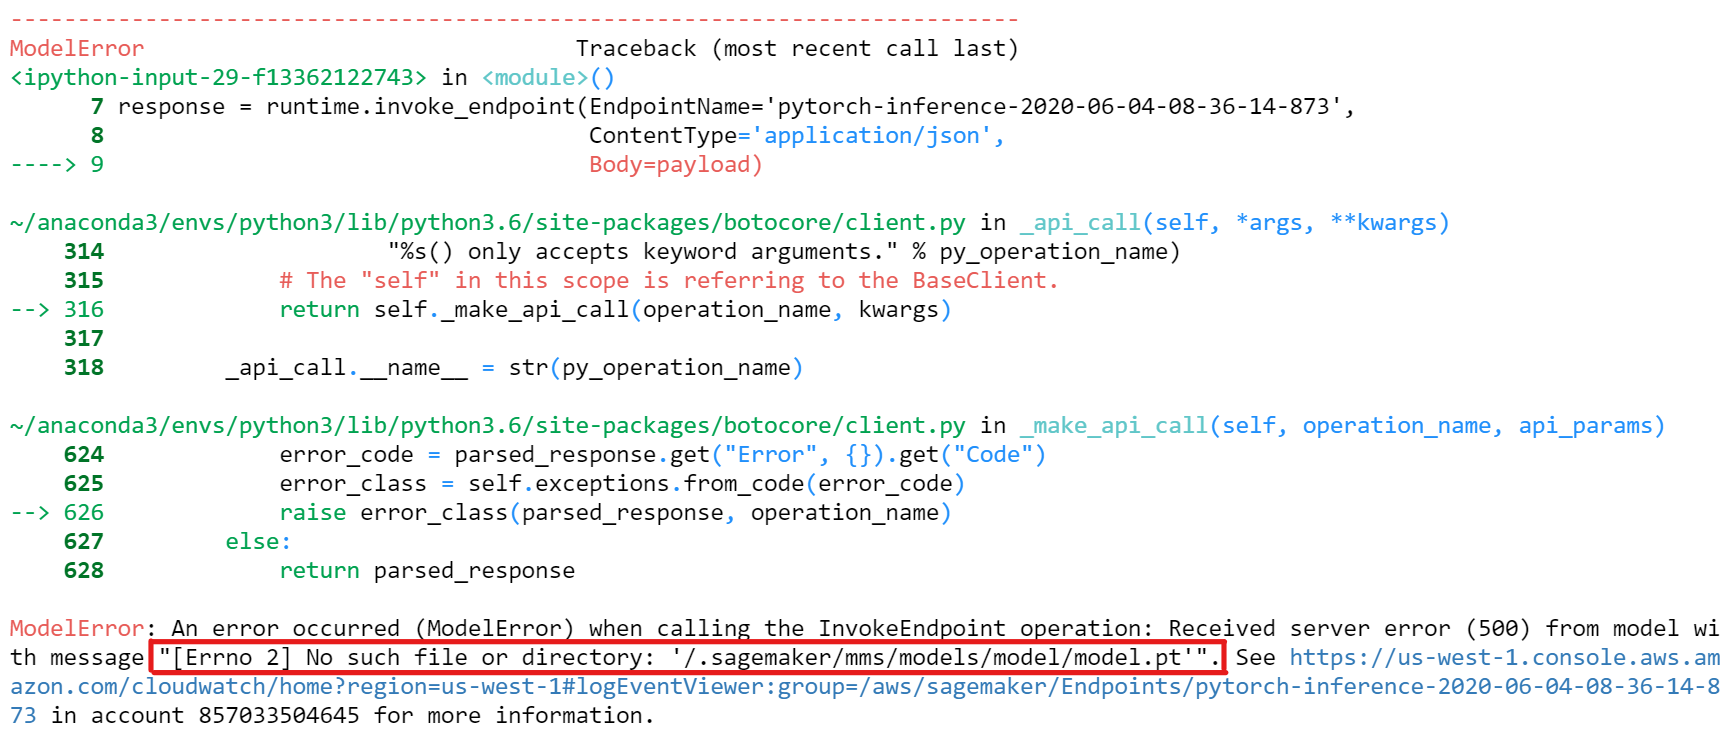 ---------------------------------------------------------------------------
ModelError                                Traceback (most recent call last)
<ipython-input-29-f13362122743> in <module>()
      7 response = runtime.invoke_endpoint(EndpointName='pytorch-inference-2020-06-04-08-36-14-873',
      8                                    ContentType='application/json',
----> 9                                    Body=payload)

~/anaconda3/envs/python3/lib/python3.6/site-packages/botocore/client.py in _api_call(self, *args, **kwargs)
    314                     "%s() only accepts keyword arguments." % py_operation_name)
    315             # The "self" in this scope is referring to the BaseClient.
--> 316             return self._make_api_call(operation_name, kwargs)
    317
    318         _api_call.__name__ = str(py_operation_name)

~/anaconda3/envs/python3/lib/python3.6/site-packages/botocore/client.py in _make_api_call(self, operation_name, api_params)
    624             error_code = parsed_response.get("Error", {}).get("Code")
    625             error_class = self.exceptions.from_code(error_code)
--> 626             raise error_class(parsed_response, operation_name)
    627         else:
    628             return parsed_response

ModelError: An error occurred (ModelError) when calling the InvokeEndpoint operation: Received server error (500) from model wi
th message "[Errno 2] No such file or directory: '/.sagemaker/mms/models/model/model.pt'". See https://us-west-1.console.aws.am
azon.com/cloudwatch/home?region=us-west-1#logEventViewer:group=/aws/sagemaker/Endpoints/pytorch-inference-2020-06-04-08-36-14-8
73 in account 857033504645 for more information.